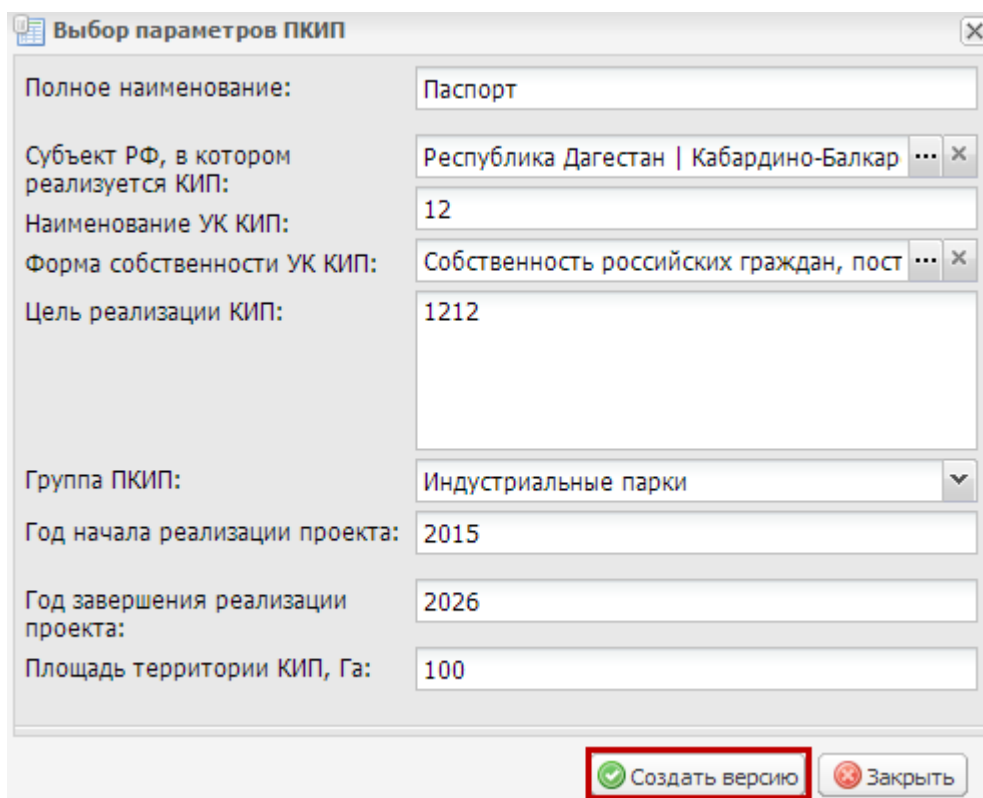 Выбор параметров ПКИП
Полное наименование: Паспорт
Субъект РФ, в котором
реализуется КИП: Республика Дагестан | Кабардино-Балкар ...
Наименование УК КИП: 12
Форма собственности УК КИП: Собственность российских граждан, пост ...
Цель реализации КИП: 1212
Группа ПКИП: Индустриальные парки
Год начала реализации проекта: 2015
Год завершения реализации
проекта: 2026
Площадь территории КИП, Га: 100
Создать версию Закрыть